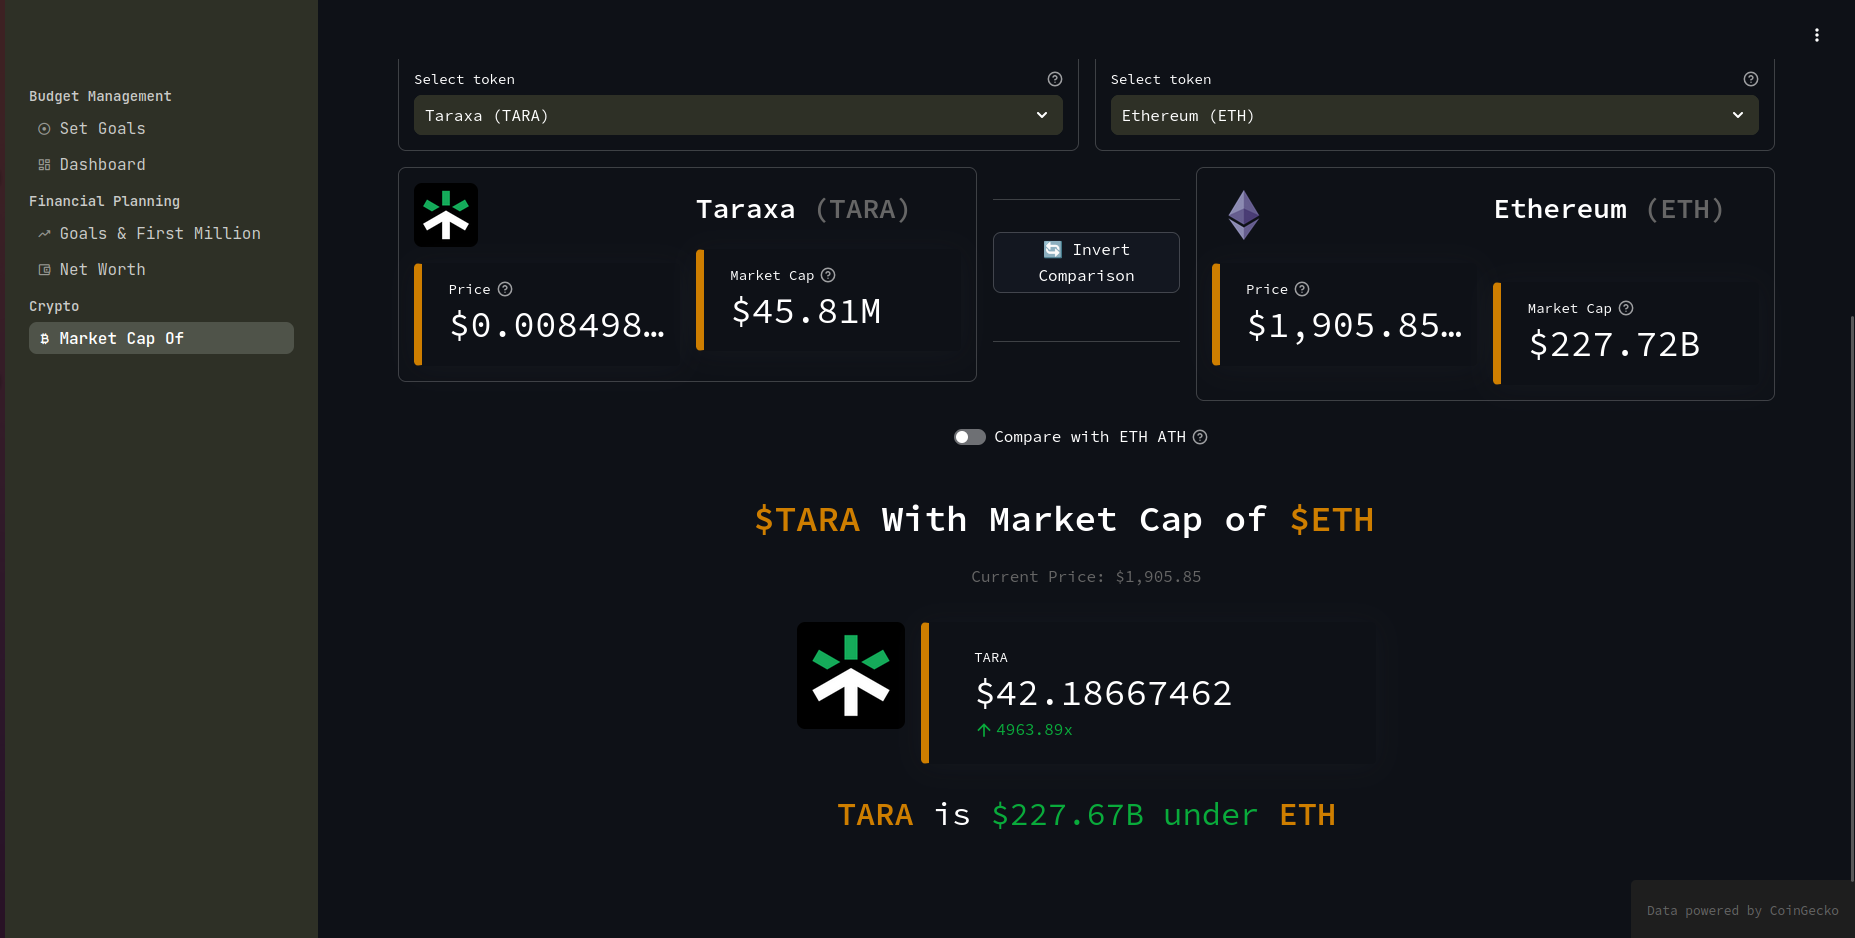 Budget Management
Set Goals
Dashboard
Financial Planning
Goals & First Million
Net Worth
Crypto
Market Cap Of
Select token
Taraxa (TARA)
Select token
Ethereum (ETH)
Taraxa (TARA)
Price
$0.008498…
Market Cap
$45.81M
Invert
Comparison
Ethereum (ETH)
Price
$1,905.85…
Market Cap
$227.72B
Compare with ETH ATH
$TARA With Market Cap of $ETH
Current Price: $1,905.85
TARA
$42.18667462
4963.89x
TARA is $227.67B under ETH
Data powered by CoinGecko